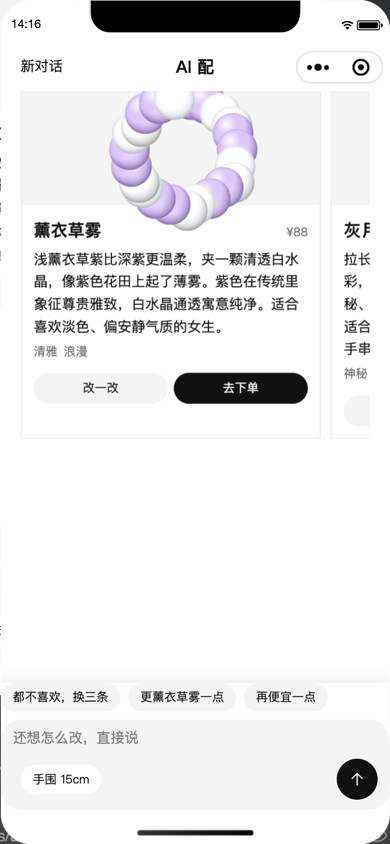 14:16
新对话
AI 配
薰衣草雾
¥88
浅薰衣草紫比深紫更温柔，夹一颗清透白水
晶，像紫色花田上起了薄雾。紫色在传统里
象征尊贵雅致，白水晶通透寓意纯净。适合
喜欢淡色、偏安静气质的女生。
清雅 浪漫
改一改
去下单
灰月
拉长
彩，
秘、
适合
手串
神秘
都不喜欢，换三条
更薰衣草雾一点
再便宜一点
还想怎么改，直接说
手围 15cm